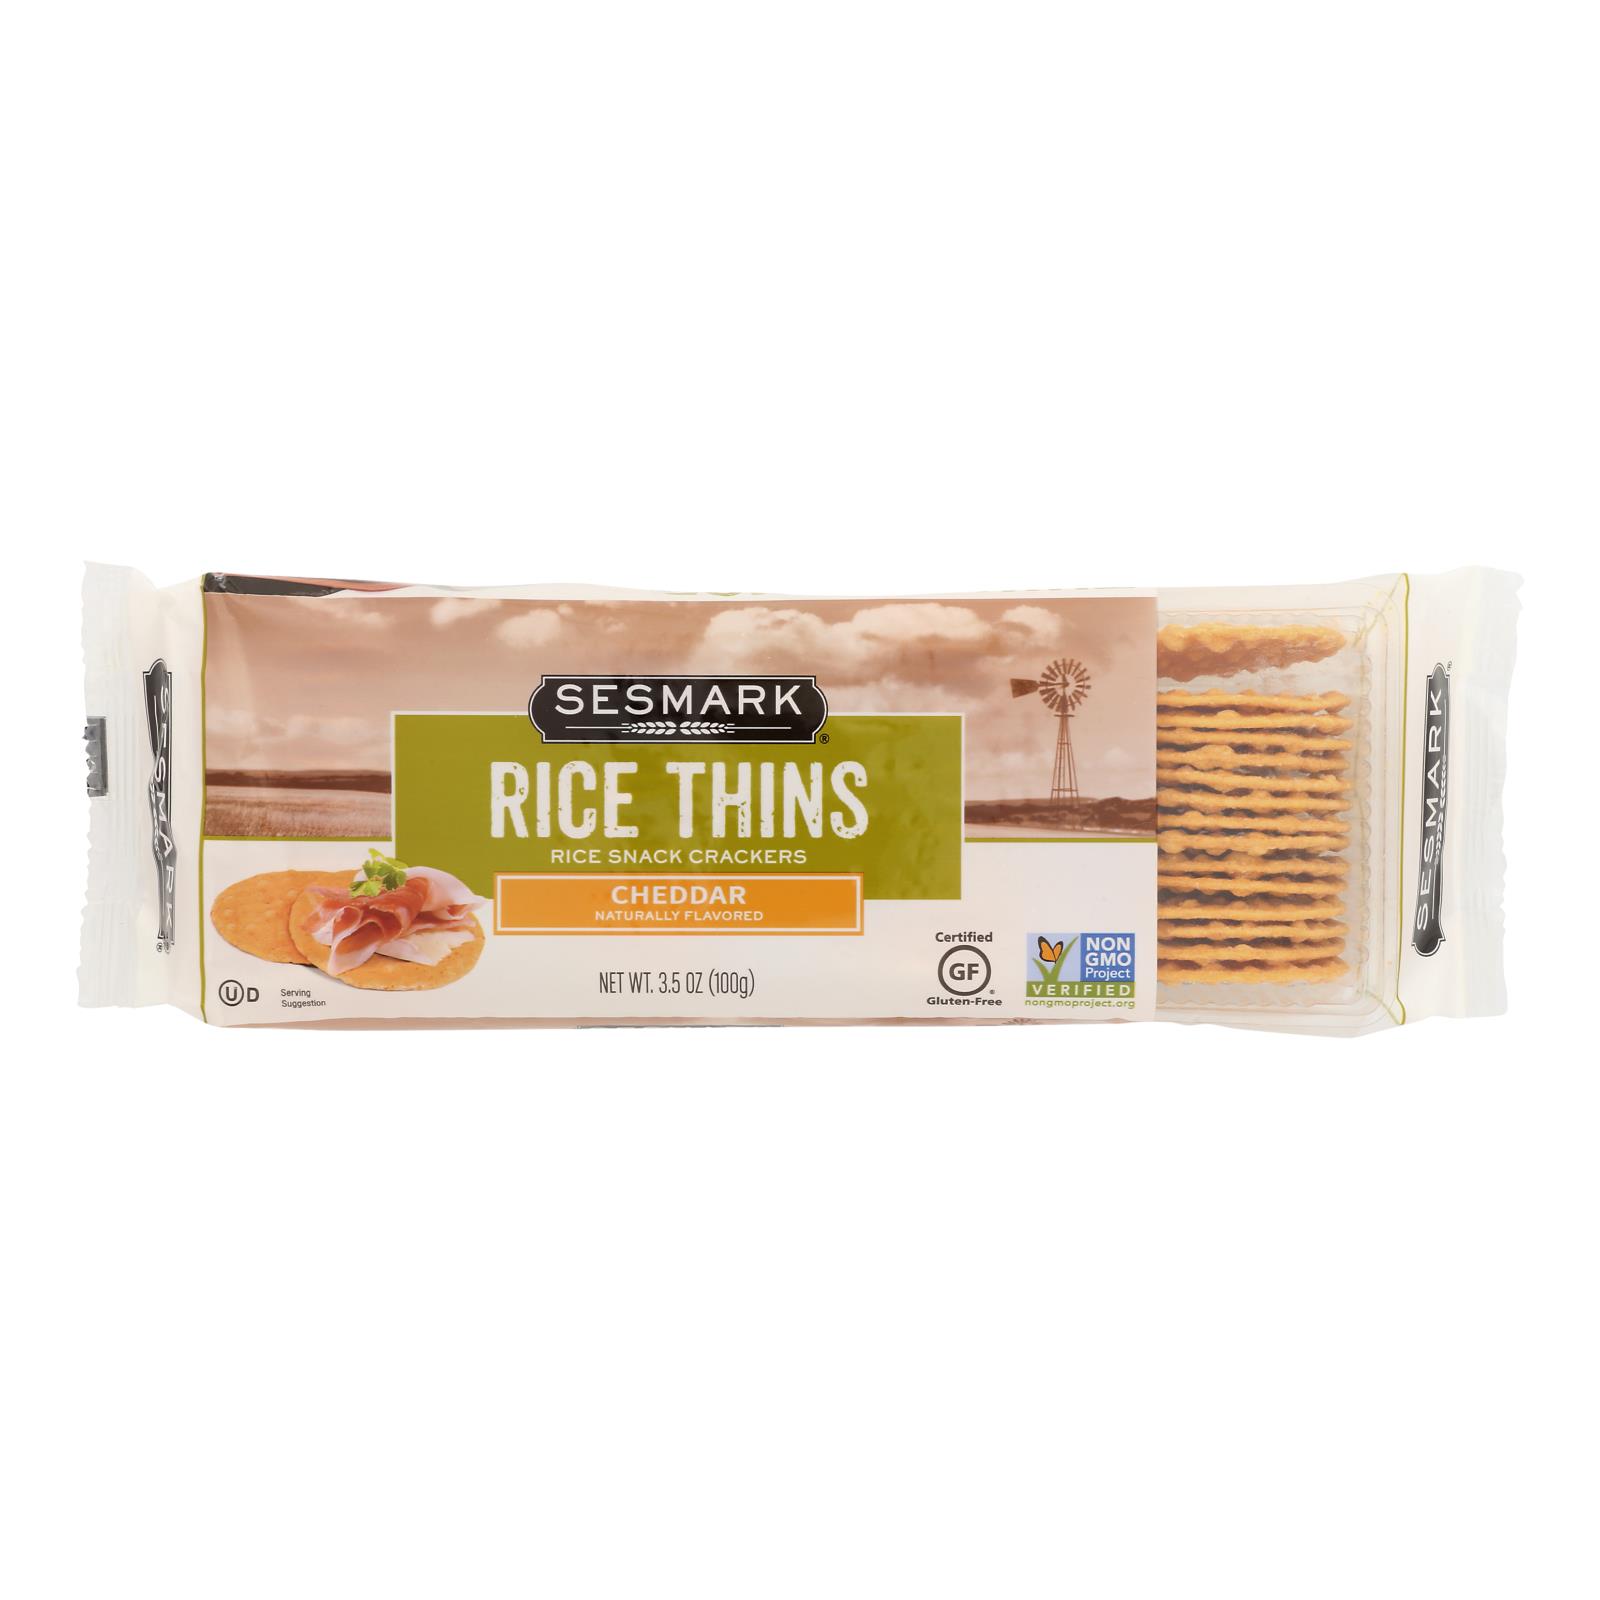 SESMARK
®
RICE THINS
RICE SNACK CRACKERS
CHEDDAR
NATURALLY FLAVORED
NET WT. 3.5 OZ (100g)
U D
Serving
Suggestion
Certified
GF
®
Gluten-Free
NON
GMO
Project
VERIFIED
nongmoproject.org
SESMARK
®
SESMARK
®